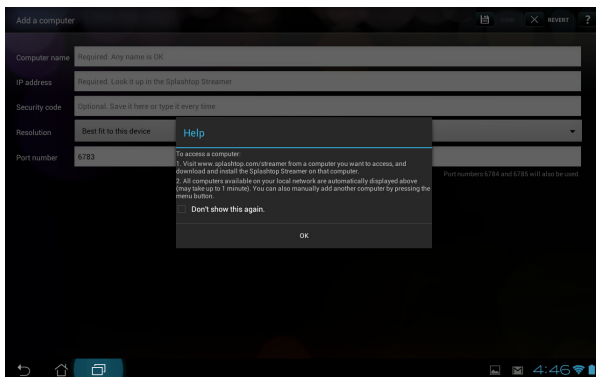 Add a computer
REVERT ?
Computer name Required. Any name is OK.
IP address Required. Look it up in the Splashtop Streamer
Security code Optional. Save it here or type it every time
Resolution Best fit to this device
Port number 6783
Port numbers 6784 and 6785 will also be used.
Help
To access a computer:
1. Visit www.splashtop.com/streamer from a computer you want to access, and
download and install the Splashtop Streamer on that computer.
2. All computers available on your local network are automatically displayed above
(may take up to 1 minute). You can also manually add another computer by pressing the
menu button.
Don't show this again.
OK
4:46